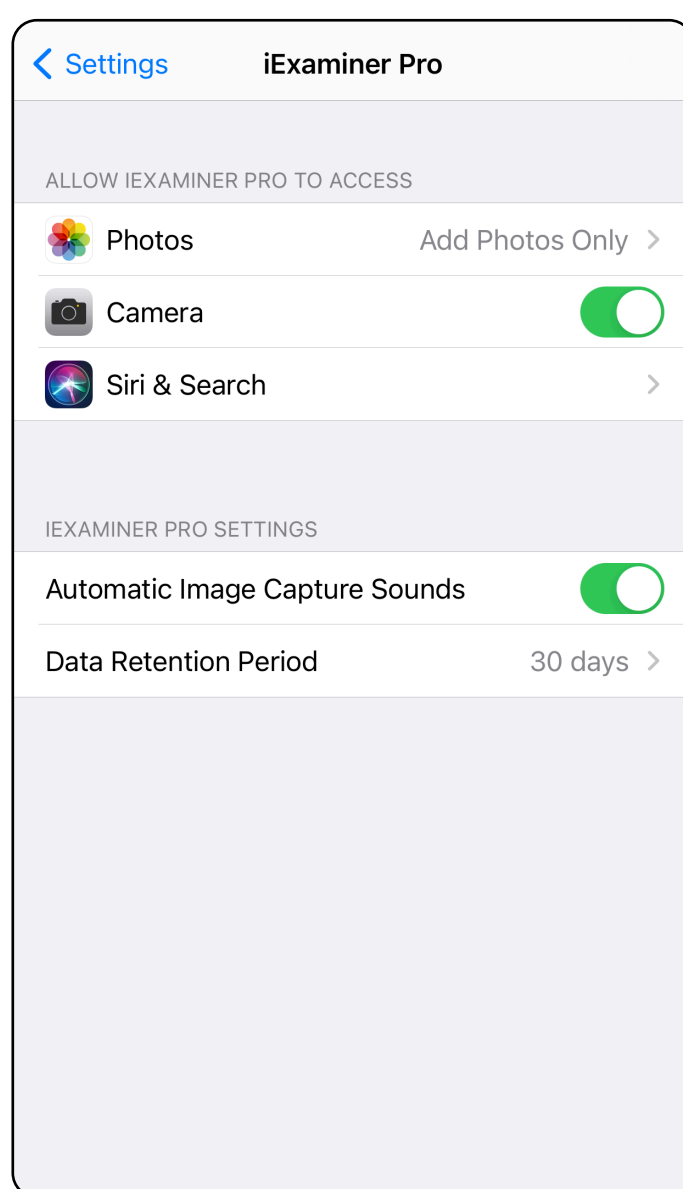 Settings
iExaminer Pro
ALLOW IEXAMINER PRO TO ACCESS
Photos Add Photos Only
Camera
Siri & Search
IEXAMINER PRO SETTINGS
Automatic Image Capture Sounds
Data Retention Period 30 days